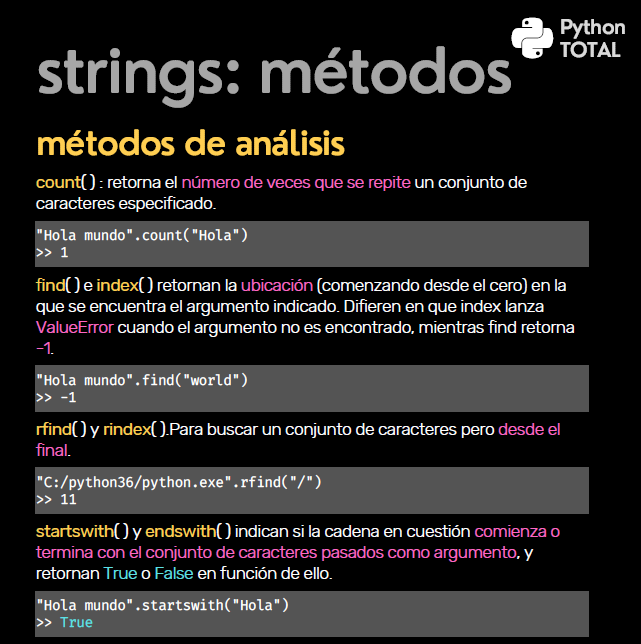 Python
TOTAL
strings: métodos
métodos de análisis
count( ) : retorna el número de veces que se repite un conjunto de
caracteres especificado.
"Hola mundo".count("Hola")
>> 1
find( ) e index( ) retornan la ubicación (comenzando desde el cero) en la
que se encuentra el argumento indicado. Difieren en que index lanza
ValueError cuando el argumento no es encontrado, mientras find retorna
-1.
"Hola mundo".find("world")
>> -1
rfind( ) y rindex( ).Para buscar un conjunto de caracteres pero desde el
final.
"C:/python36/python.exe".rfind("/")
>> 11
startswith( ) y endswith( ) indican si la cadena en cuestión comienza o
termina con el conjunto de caracteres pasados como argumento, y
retornan True o False en función de ello.
"Hola mundo".startswith("Hola")
>> True